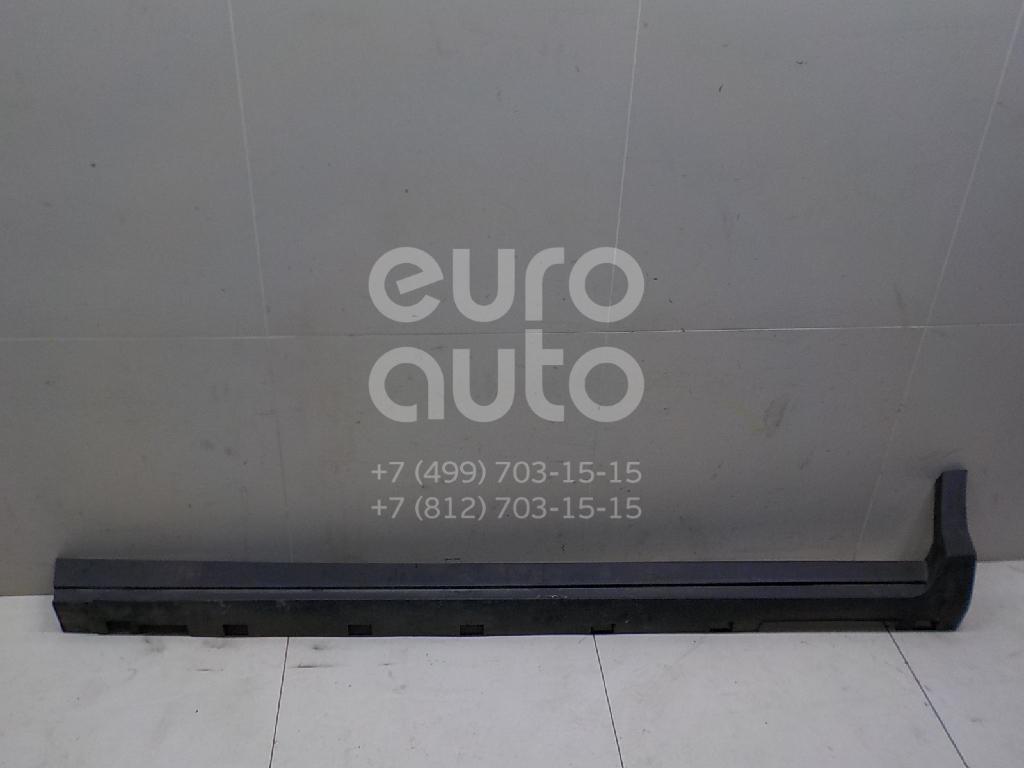 euro
auto
+7 (499) 703-15-15
+7 (812) 703-15-15